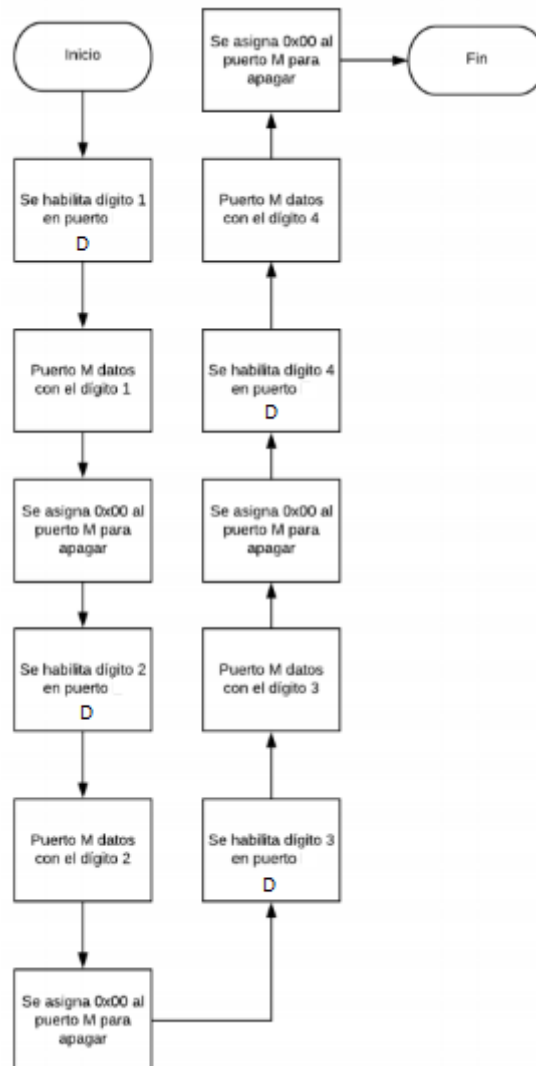 Inicio
Se habilita dígito 1
en puerto
D
Puerto M datos
con el dígito 1
Se asigna 0x00 al
puerto M para
apagar
Se habilita dígito 2
en puerto
D
Puerto M datos
con el dígito 2
Se asigna 0x00 al
puerto M para
apagar
Se habilita dígito 3
en puerto
D
Puerto M datos
con el dígito 3
Se asigna 0x00 al
puerto M para
apagar
Se habilita dígito 4
en puerto
D
Puerto M datos
con el dígito 4
Se asigna 0x00 al
puerto M para
apagar
Fin